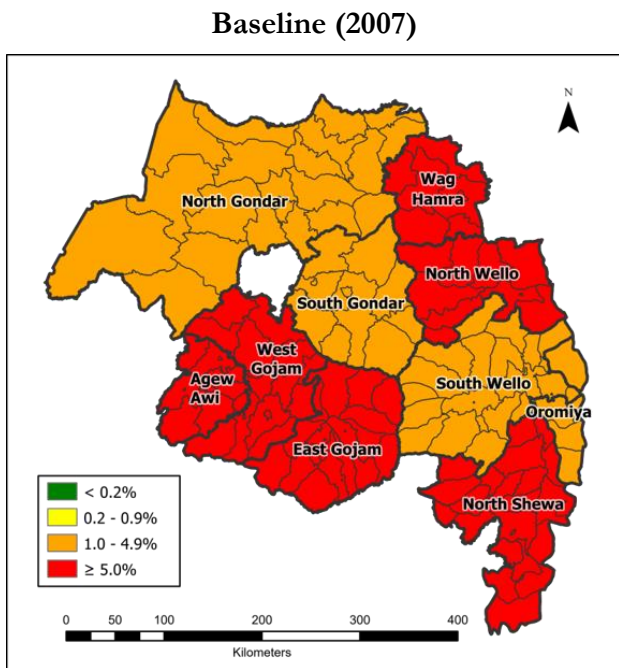 Baseline (2007)
N
Wag
Hamra
North Gondar
North Wello
South Gondar
West
Gojam
Agew
Awi
South Wello
Oromiya
East Gojam
North Shewa
< 0.2%
0.2 - 0.9%
1.0 - 4.9%
≥ 5.0%
0 50 100 200 300 400
Kilometers